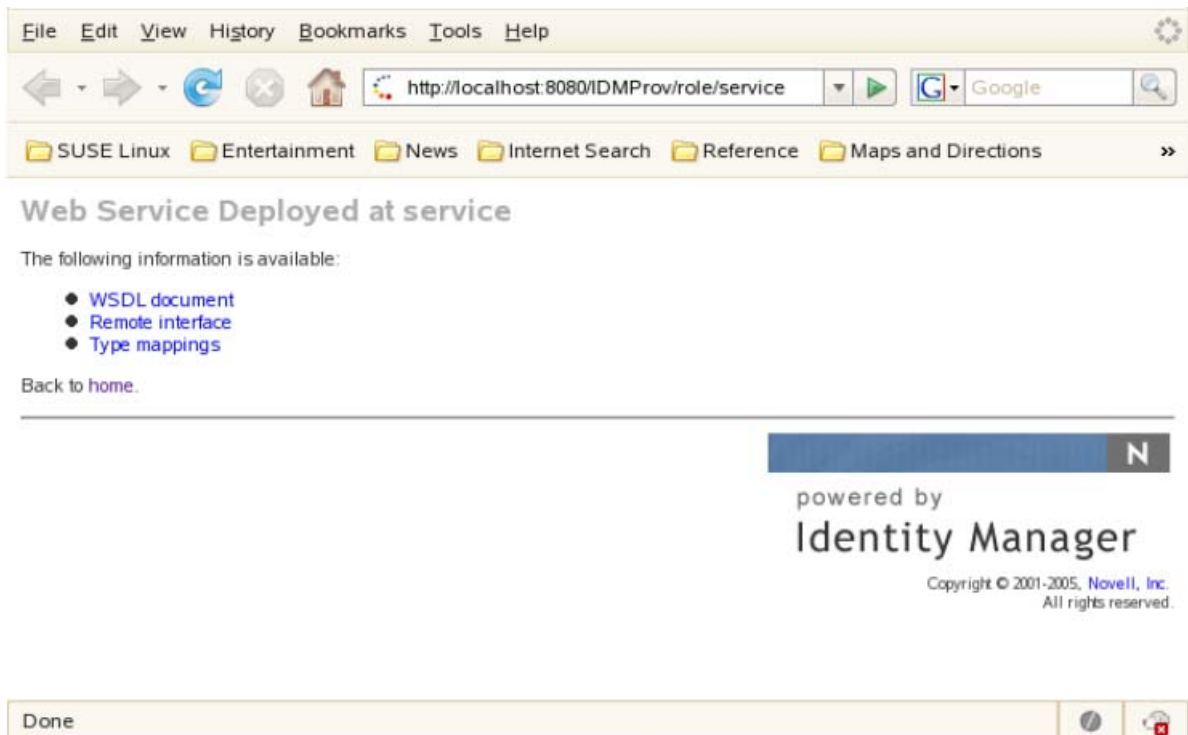 File Edit View History Bookmarks Tools Help
http://localhost:8080/IDMProv/role/service G Google
SUSE Linux Entertainment News Internet Search Reference Maps and Directions »
Web Service Deployed at service
The following information is available:
WSDL document
Remote interface
Type mappings
Back to home.
N
powered by
Identity Manager
Copyright © 2001-2005, Novell, Inc.
All rights reserved.
Done